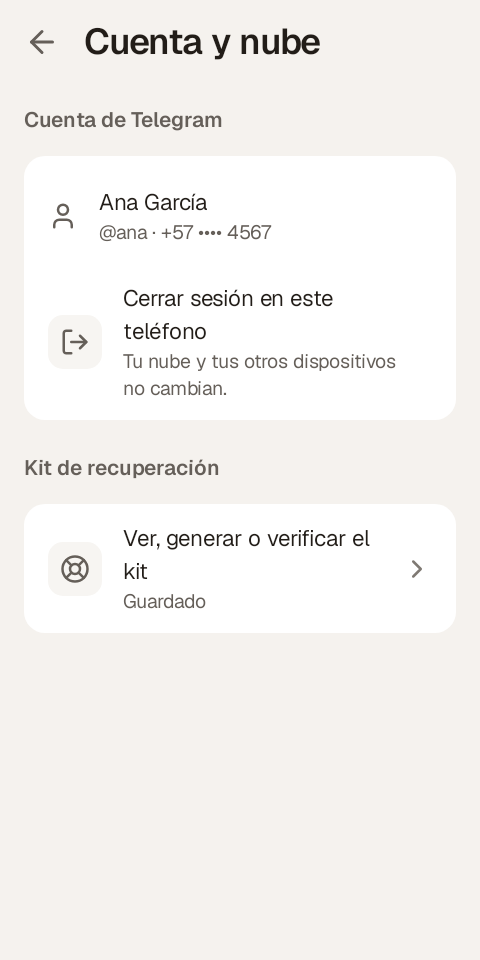 Cuenta y nube
Cuenta de Telegram
Ana García
@ana · +57 •••• 4567
Cerrar sesión en este
teléfono
Tu nube y tus otros dispositivos
no cambian.
Kit de recuperación
Ver, generar o verificar el
kit
Guardado